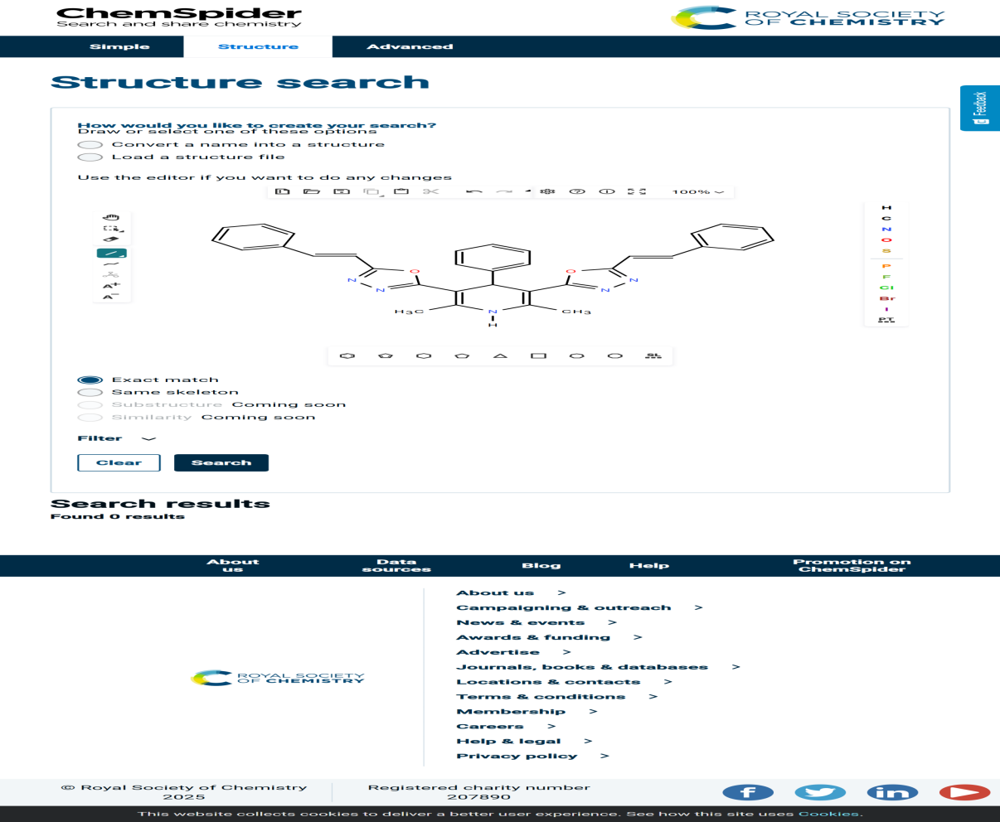 ChemSpider
Search and share chemistry
ROYAL SOCIETY
OF CHEMISTRY
Simple
Structure
Advanced
Structure search
Feedback
How would you like to create your search?
Draw or select one of these options
Convert a name into a structure
Load a structure file
Use the editor if you want to do any changes
100%
H
C
N
O
S
P
F
Cl
Br
I
PT
A+
A-
O
N
N
O
N
N
H3C
N
CH3
H
SL
Exact match
Same skeleton
Substructure Coming soon
Similarity Coming soon
Filter
Clear
Search
Search results
Found 0 results
About
us
Data
sources
Blog
Help
Promotion on
ChemSpider
About us >
Campaigning & outreach >
News & events >
Awards & funding >
Advertise >
Journals, books & databases >
Locations & contacts >
Terms & conditions >
Membership >
Careers >
Help & legal >
Privacy policy >
ROYAL SOCIETY
OF CHEMISTRY
© Royal Society of Chemistry
2025
Registered charity number
207890
f
in
This website collects cookies to deliver a better user experience. See how this site uses Cookies.